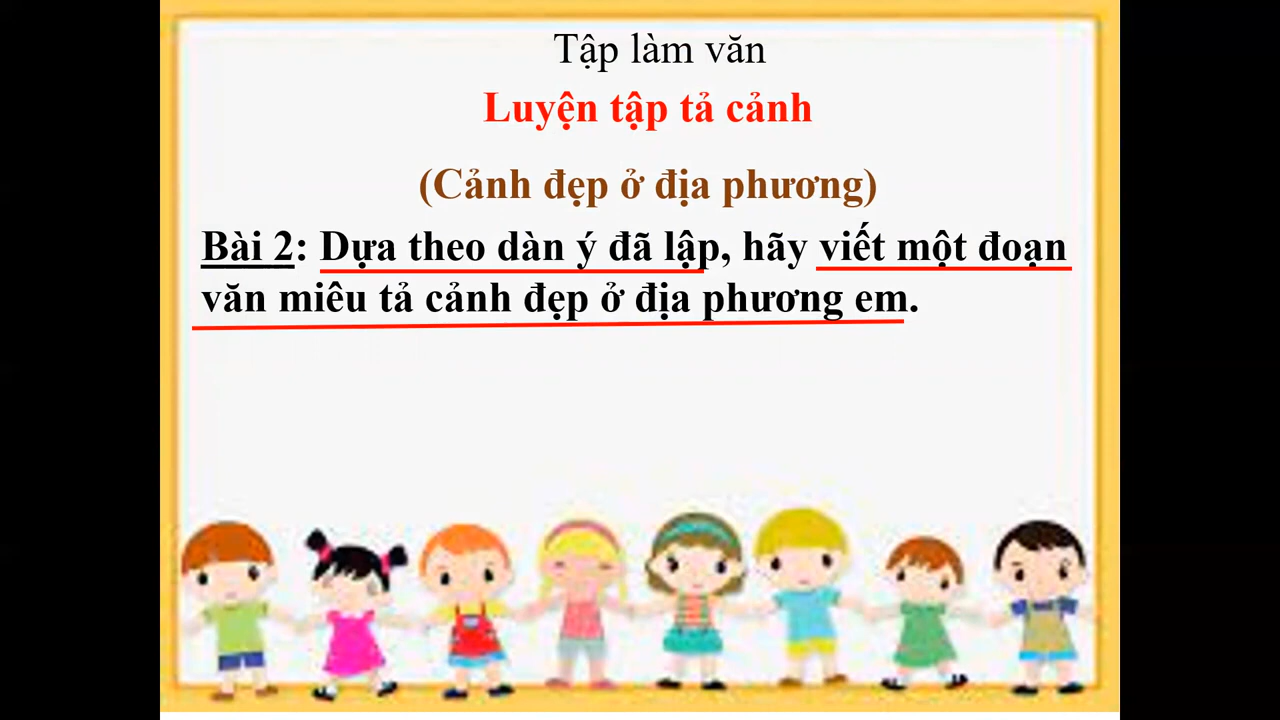 Tập làm văn
Luyện tập tả cảnh
(Cảnh đẹp ở địa phương)
Bài 2: Dựa theo dàn ý đã lập, hãy viết một đoạn
văn miêu tả cảnh đẹp ở địa phương em.